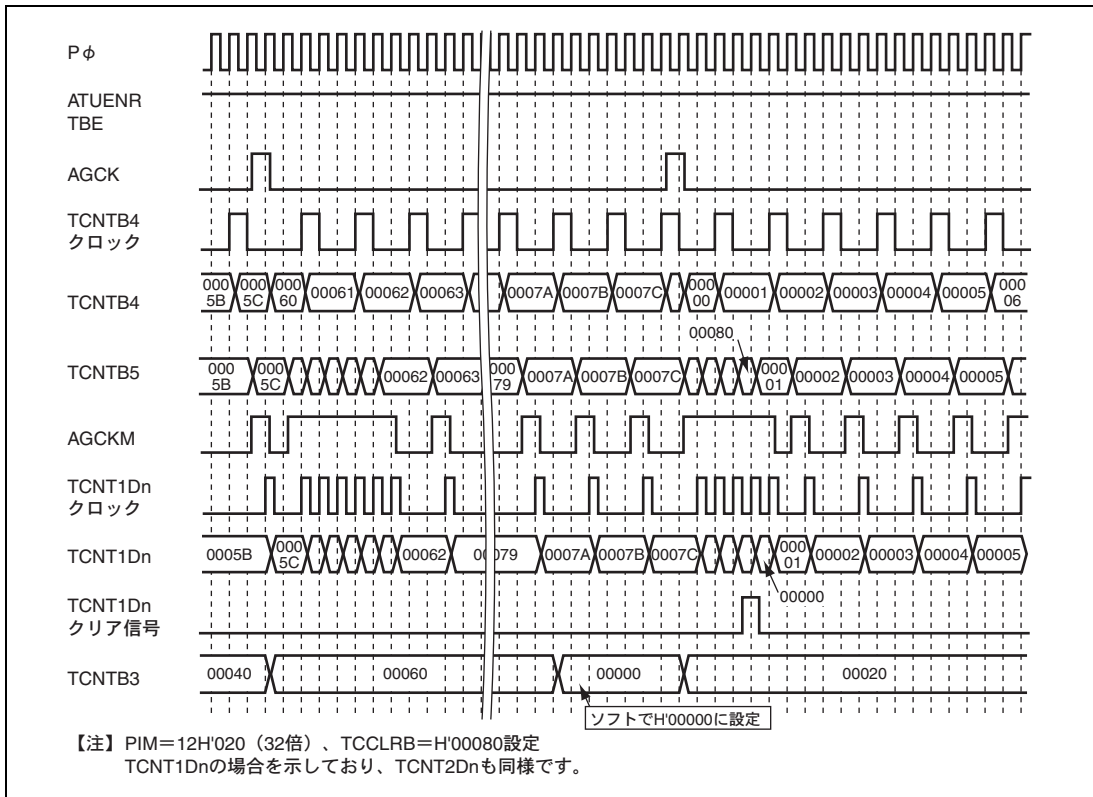 Pφ
ATUENR
TBE
AGCK
TCNTB4
クロック
TCNTB4
000
5B
000
5C
000
60
00061
00062
00063
0007A
0007B
0007C
000
00
00001
00002
00003
00004
00005
000
06
00080
TCNTB5
000
5B
000
5C
00062
00063
000
79
0007A
0007B
0007C
000
01
00002
00003
00004
00005
AGCKM
TCNT1Dn
クロック
TCNT1Dn
0005B
000
5C
00062
00079
0007A
0007B
0007C
000
01
00002
00003
00004
00005
00000
TCNT1Dn
クリア信号
TCNTB3
00040
00060
00000
00020
ソフトでH'00000に設定
【注】 PIM=12H'020（32倍）、TCCLRB=H'00080設定
TCNT1Dnの場合を示しており、TCNT2Dnも同様です。